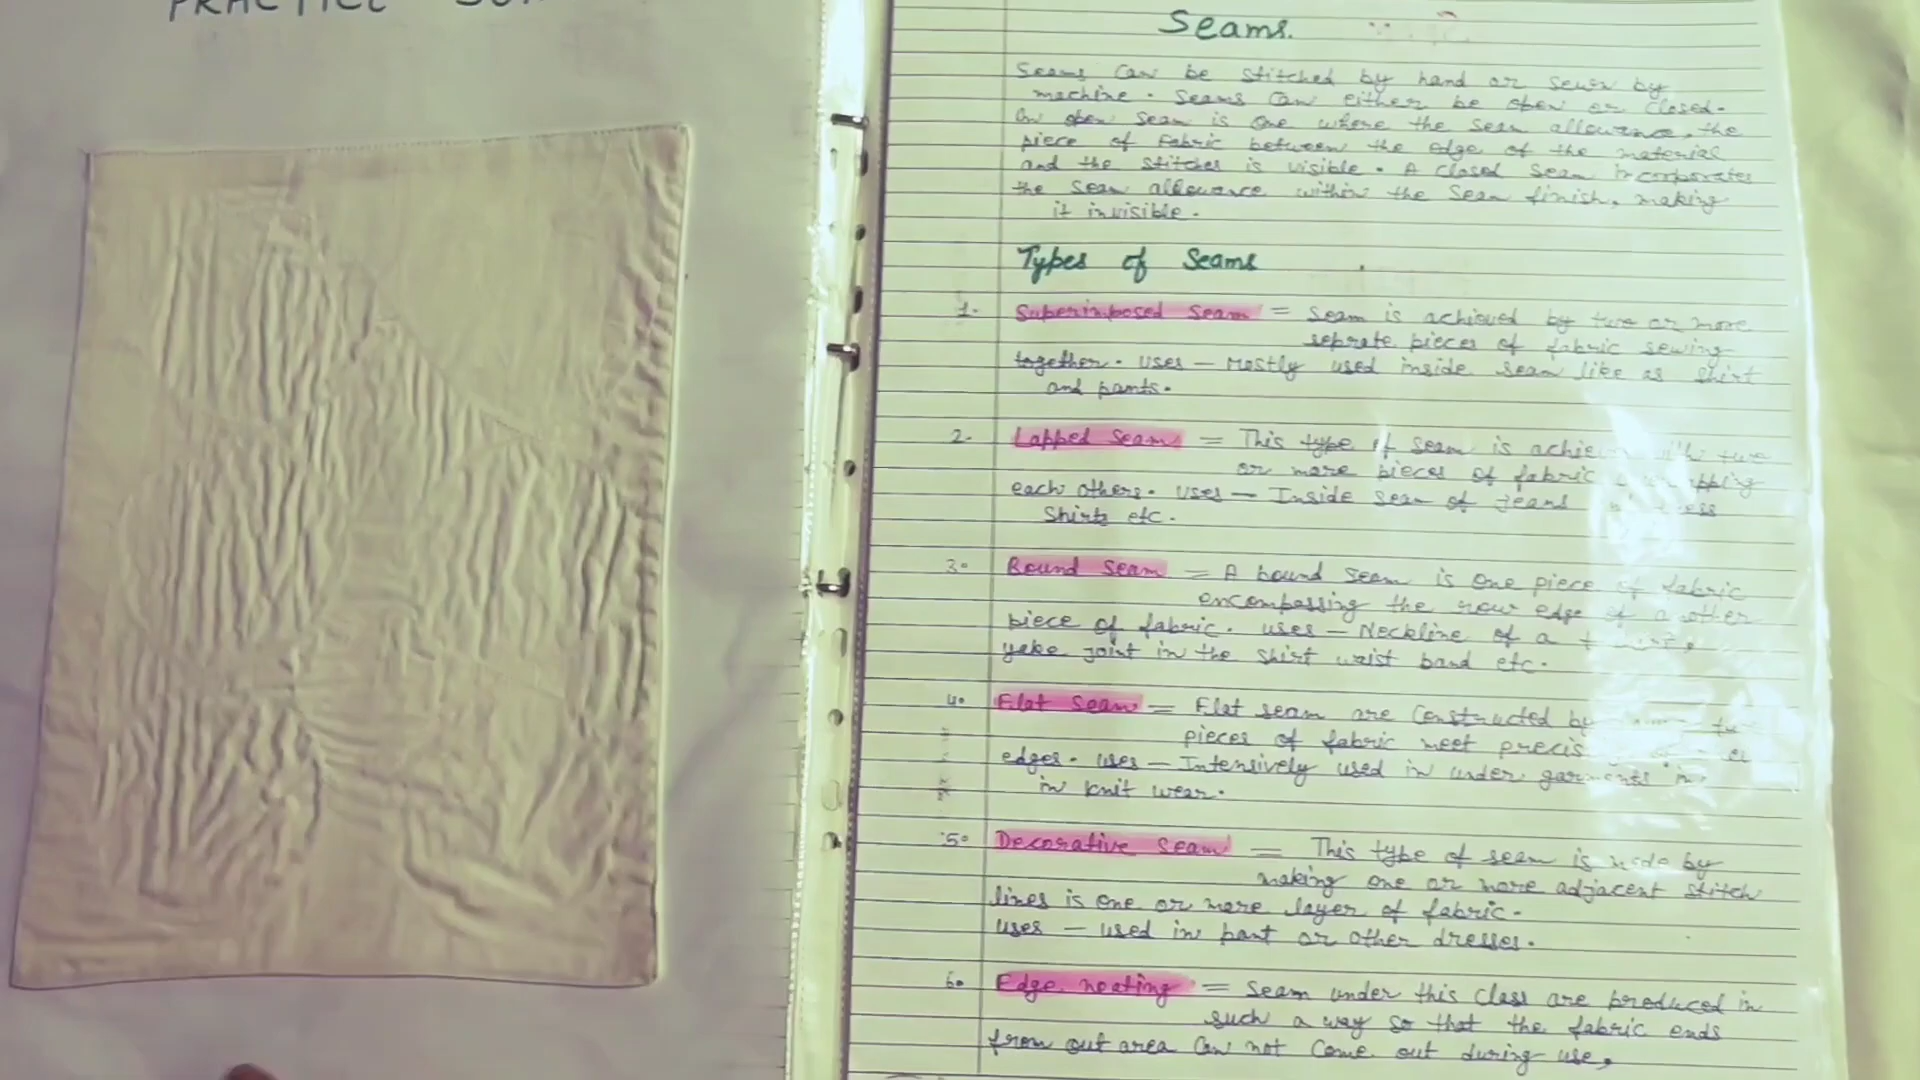 PRACTICE
Seams.
Seams can be stitched by hand or sewn by
machine. Seams can either be open or closed.
An open seam is one where the seam allowance, the
piece of fabric between the edge of the material
and the stitches is visible. A closed seam incorporates
the seam allowance within the seam finish, making
it invisible.
Types of Seams
1. Superimposed Seam = Seam is achieved by two or more
seprate pieces of fabric sewing
together. uses - Mostly used inside seam like as shirt
and pants.
2. Lapped Seam = This type of seam is two
or more pieces of fabric
each others. uses - Inside seam of jeans
Shirts etc.
3. Bound Seam = A bound seam is one piece of fabric
encompassing the row edge of another
piece of fabric. uses - Neckline of a
yoke joint in the shirt waist band etc.
4. Flat Seam = Flat seam are constructed by
pieces of fabric meet
edges. uses - Intensively used in under garments in
in knit wear.
5. Decorative Seam = This type of seam is made by
making one or more adjacent stitch
lines is one or more layer of fabric.
uses - used in pant or other dresses.
6. Edge neating = Seam under this class are produced in
such a way so that the fabric ends
from out area can not come out during use,